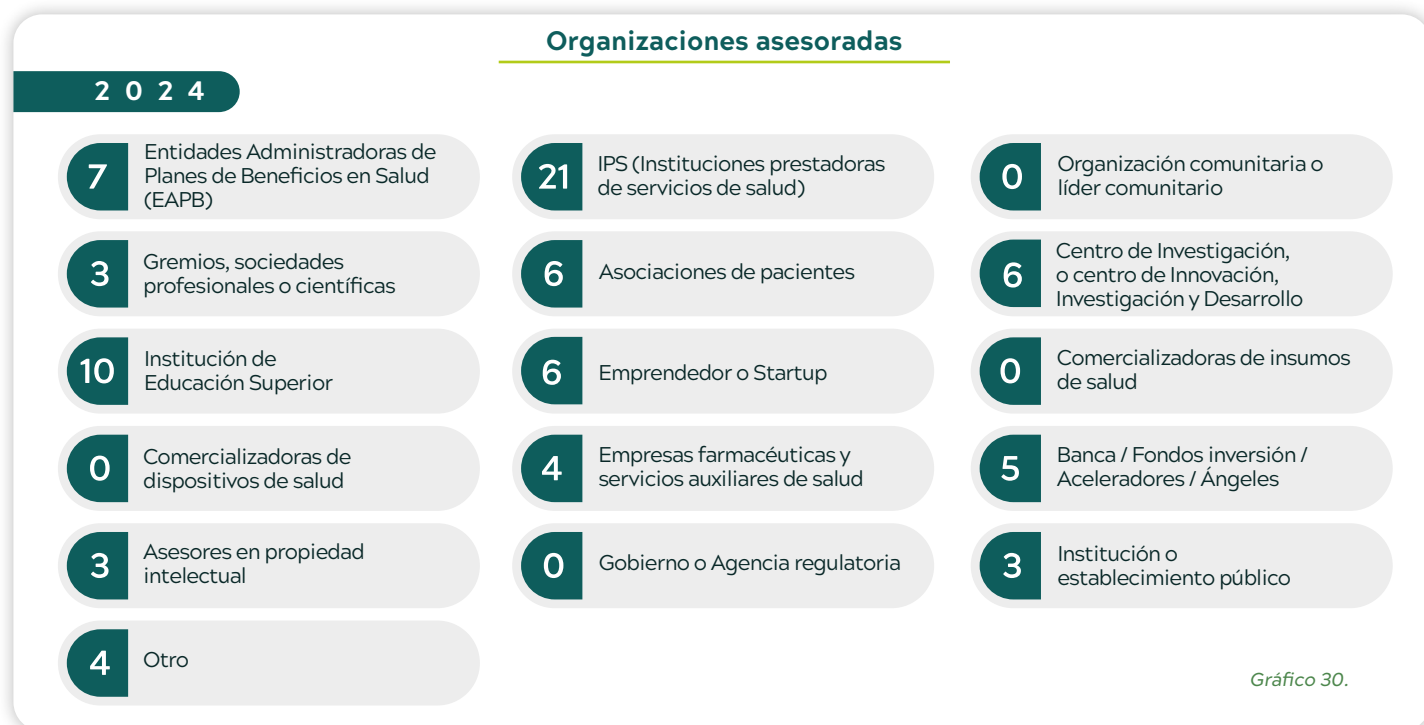 Organizaciones asesoradas
2 0 2 4
7
Entidades Administradoras de
Planes de Beneficios en Salud
(EAPB)
21
IPS (Instituciones prestadoras
de servicios de salud)
0
Organización comunitaria o
líder comunitario
3
Gremios, sociedades
profesionales o científicas
6
Asociaciones de pacientes
6
Centro de Investigación,
o centro de Innovación,
Investigación y Desarrollo
10
Institución de
Educación Superior
6
Emprendedor o Startup
0
Comercializadoras de insumos
de salud
0
Comercializadoras de
dispositivos de salud
4
Empresas farmacéuticas y
servicios auxiliares de salud
5
Banca / Fondos inversión /
Aceleradores / Ángeles
3
Asesores en propiedad
intelectual
0
Gobierno o Agencia regulatoria
3
Institución o
establecimiento público
4
Otro
Gráfico 30.